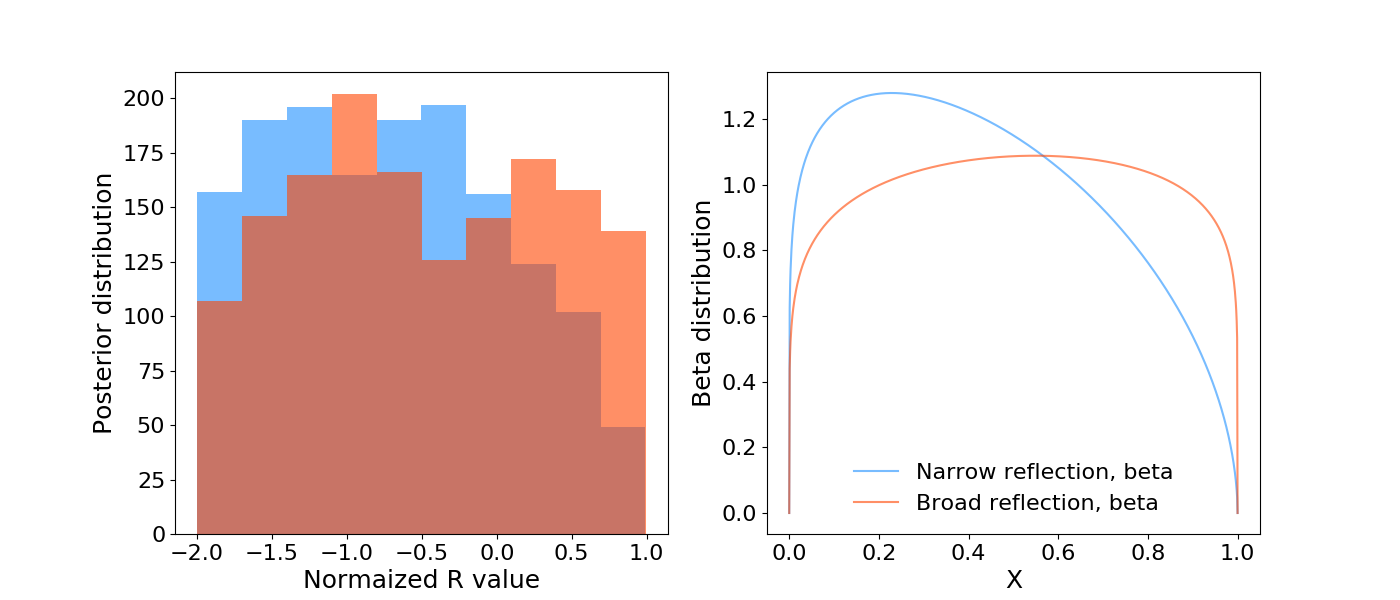 Posterior distribution
200
175
150
125
100
75
50
25
0
−2.0 −1.5 −1.0 −0.5 0.0 0.5 1.0
Normaized R value
Beta distribution
1.2
1.0
0.8
0.6
0.4
0.2
0.0
Narrow reflection, beta
Broad reflection, beta
0.0 0.2 0.4 0.6 0.8 1.0
X